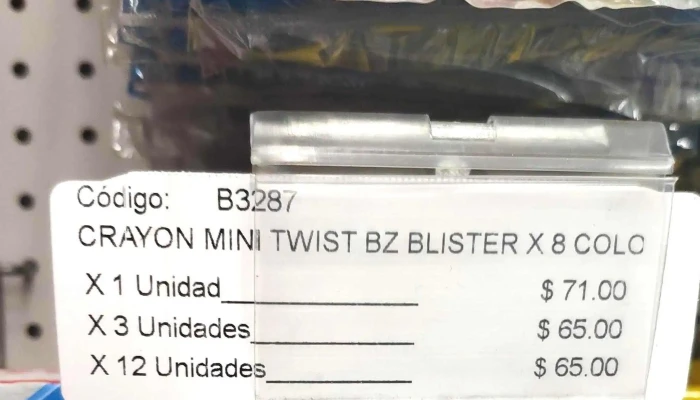 Código: B3287
CRAYON MINI TWIST BZ BLISTER X 8 COLO
X 1 Unidad____________ $ 71.00
X 3 Unidades__________ $ 65.00
X 12 Unidades_________ $ 65.00